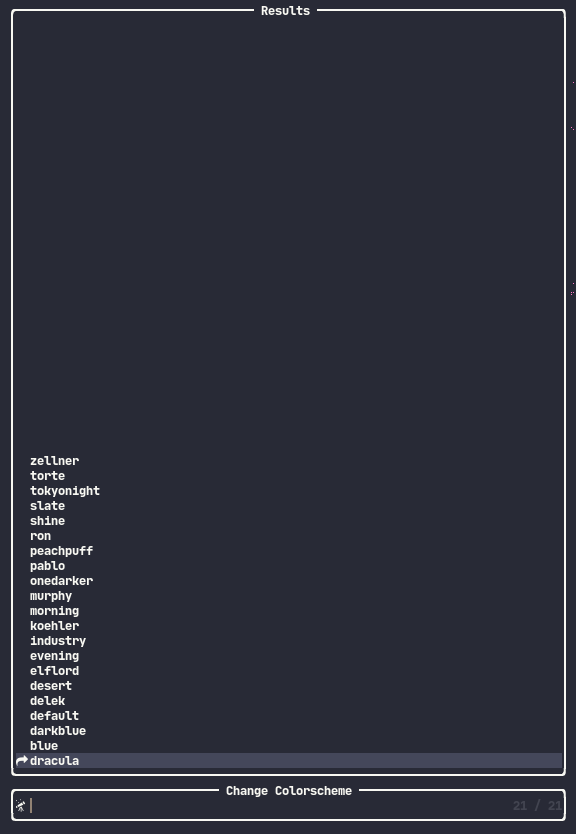 Results
zellner
torte
tokyonight
slate
shine
ron
peachpuff
pablo
onedarker
murphy
morning
koehler
industry
evening
elflord
desert
delek
default
darkblue
blue
dracula
Change Colorscheme
21 / 21